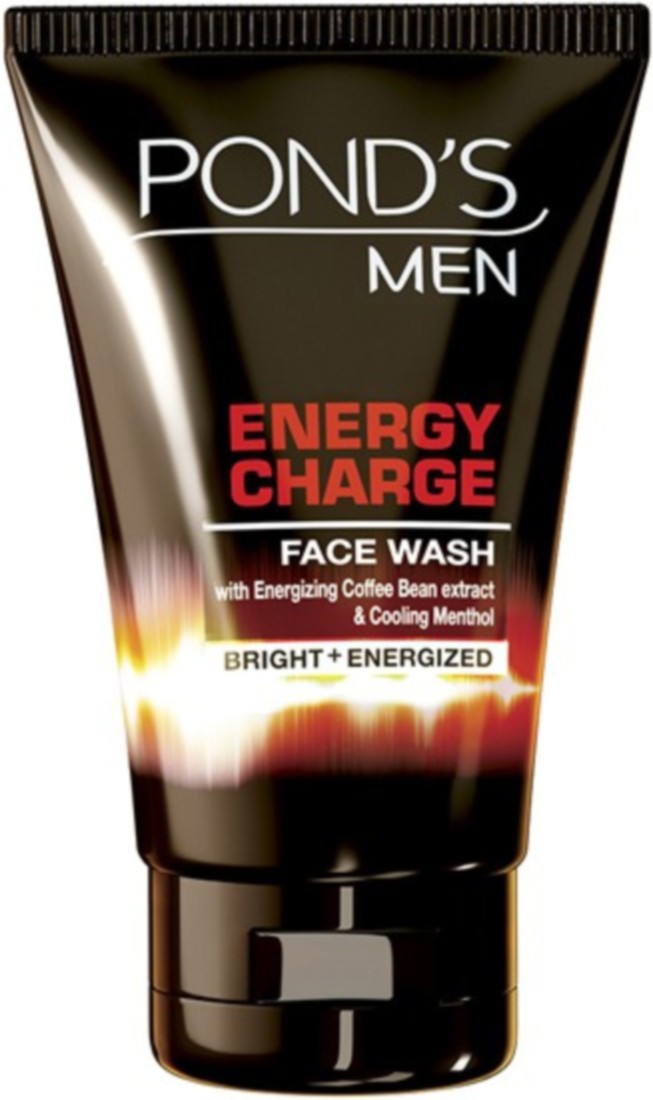 POND'S
MEN
ENERGY
CHARGE
FACE WASH
with Energizing Coffee Bean extract
& Cooling Menthol
BRIGHT+ENERGIZED